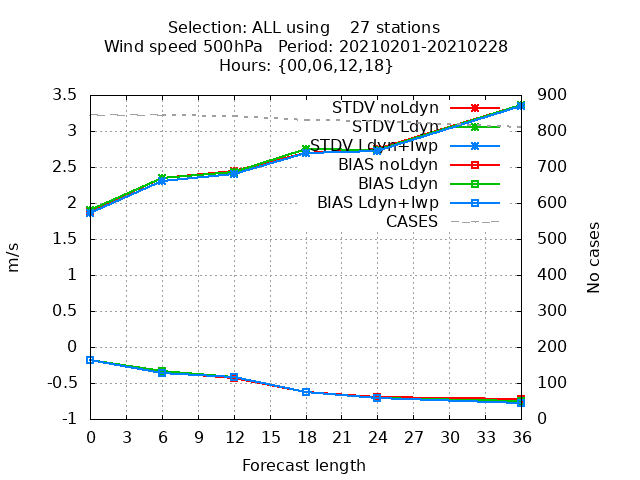 Selection: ALL using    27 stations
Wind speed 500hPa   Period: 20210201-20210228
Hours: {00,06,12,18}
3.5
3
2.5
2
1.5
1
0.5
0
-0.5
-1
m/s
STDV noLdyn
STDV Ldyn
STDV Ldyn+lwp
BIAS noLdyn
BIAS Ldyn
BIAS Ldyn+lwp
CASES
900
800
700
600
500
400
300
200
100
0
No cases
0 3 6 9 12 15 18 21 24 27 30 33 36
Forecast length